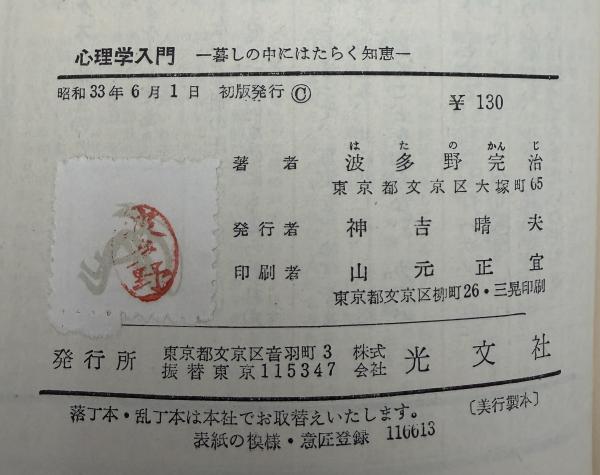 心理学入門 ―暮しの中にはたらく知恵―
昭和33年6月1日 初版発行 ©
¥ 130
はたのかんじ
著者 波多野完治
東京都文京区大塚町65
発行者 神吉晴夫
印刷者 山元正宜
東京都文京区柳町26・三晃印刷
波多野
発行所 東京都文京区音羽町3 株式会社 光文社
振替東京115347
落丁本・乱丁本は本社でお取替えいたします。
〔美行製本〕
表紙の模様・意匠登録 116613